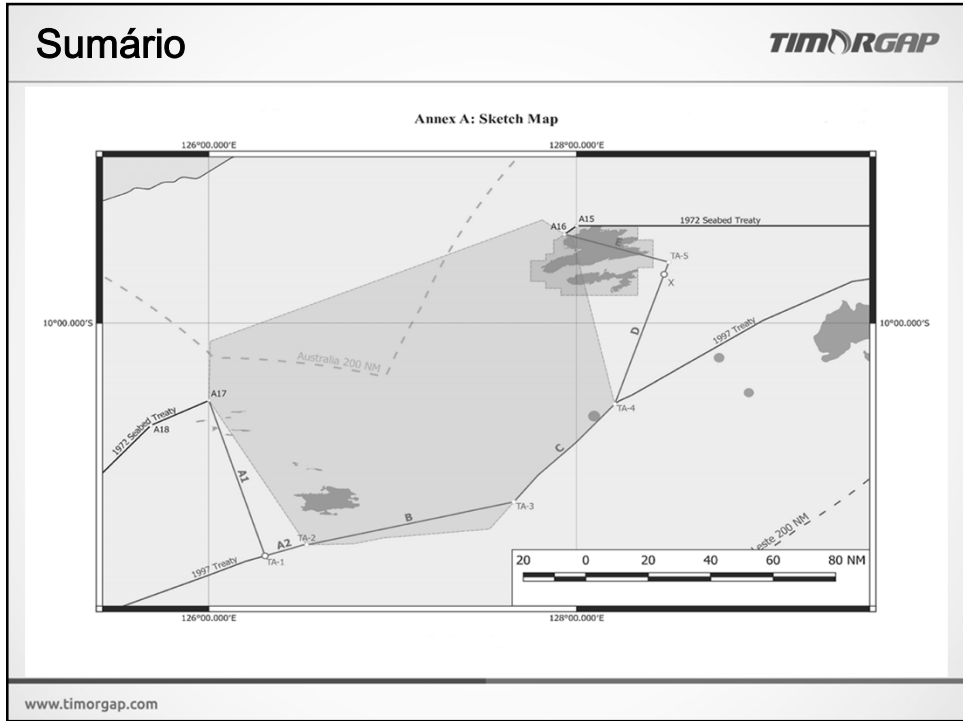 Sumário
TIMORGAP
Annex A: Sketch Map
126°00.000'E
128°00.000'E
A16
A15
1972 Seabed Treaty
E
TA-5
X
10°00.000'S
10°00.000'S
D
1997 Treaty
Australia 200 NM
A17
TA-4
1972 Seabed Treaty
A18
C
A1
B
TA-3
A2
TA-2
TA-1
1997 Treaty
Leste 200 NM
20
0
20
40
60
80 NM
126°00.000'E
128°00.000'E
www.timorgap.com